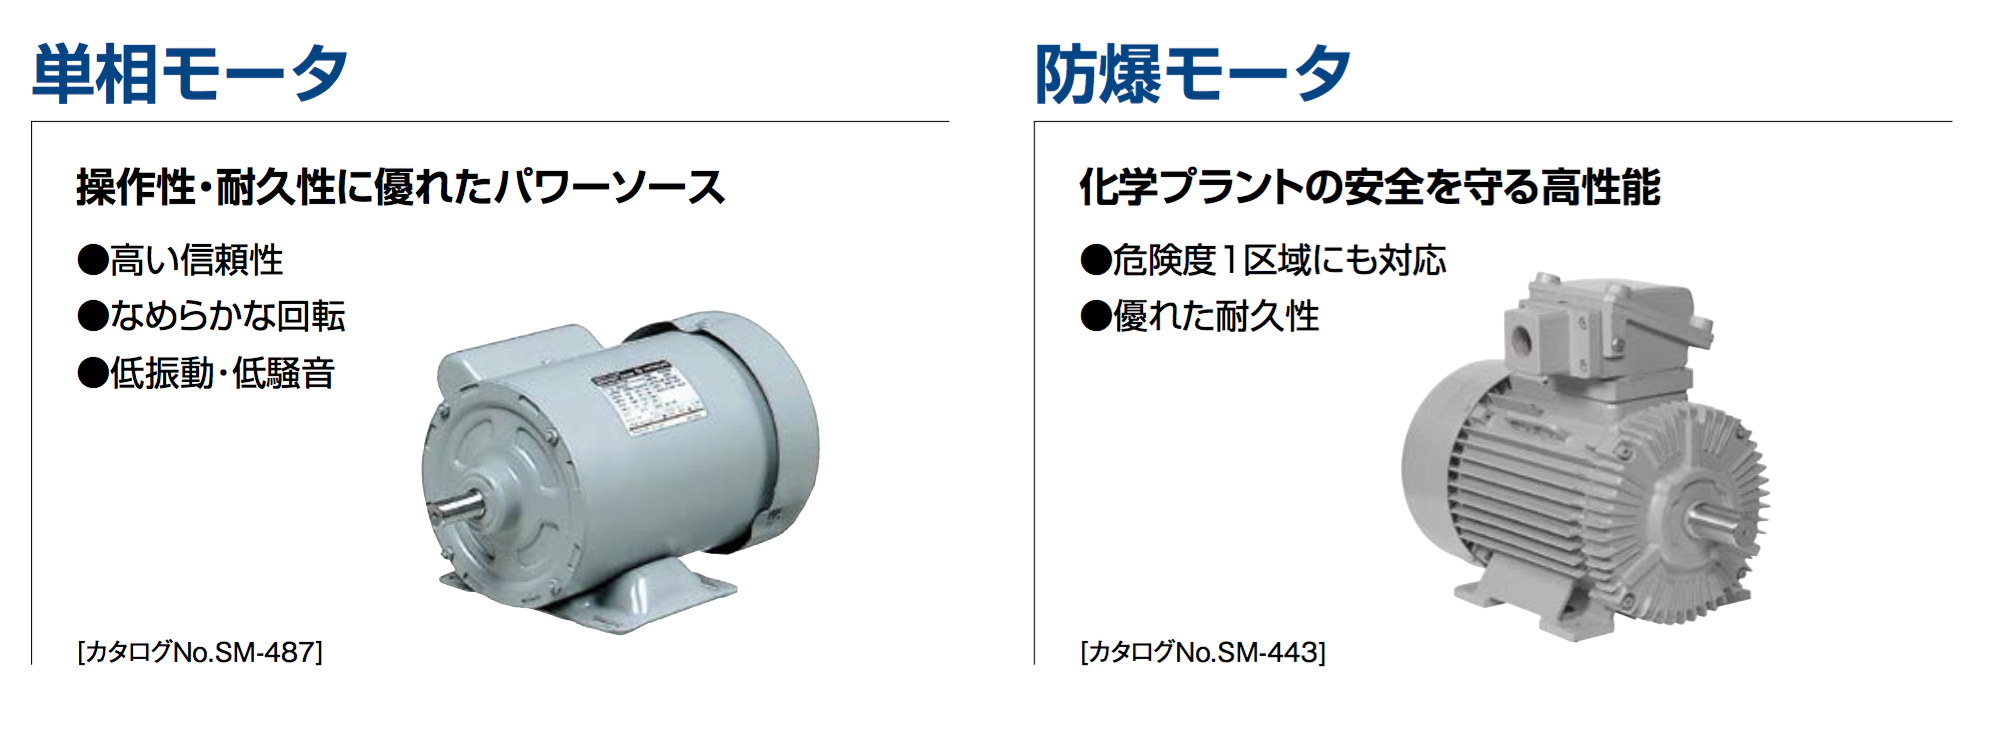 単相モータ
操作性・耐久性に優れたパワーソース
●高い信頼性
●なめらかな回転
●低振動・低騒音
[カタログNo.SM-487]
防爆モータ
化学プラントの安全を守る高性能
●危険度1区域にも対応
●優れた耐久性
[カタログNo.SM-443]